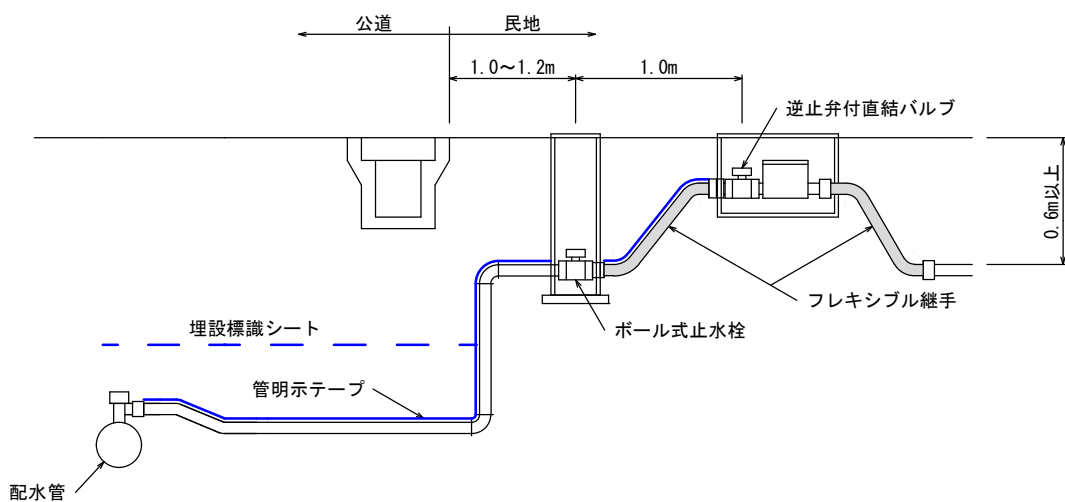 公道
民地
1.0～1.2m
1.0m
逆止弁付直結バルブ
0.6m以上
フレキシブル継手
ボール式止水栓
埋設標識シート
管明示テープ
配水管